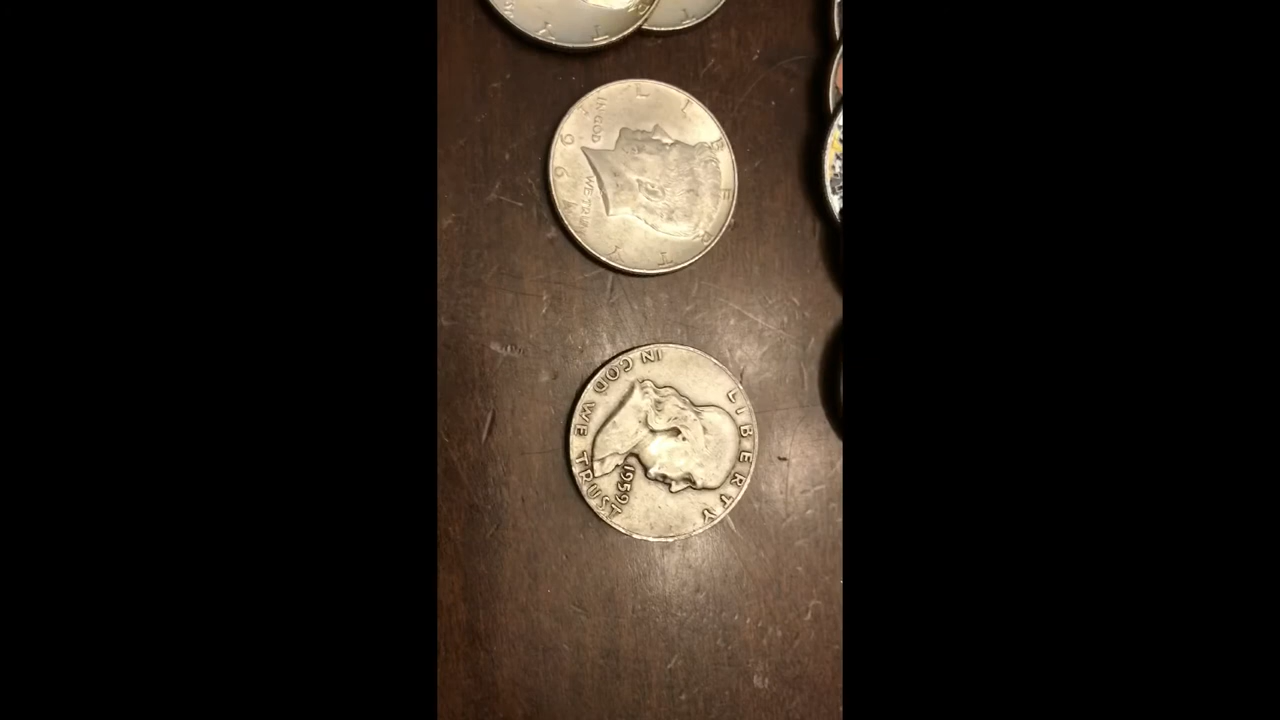 LIBERTY
IN GOD
WE TRUST
LIBERTY
IN GOD WE TRUST
1959